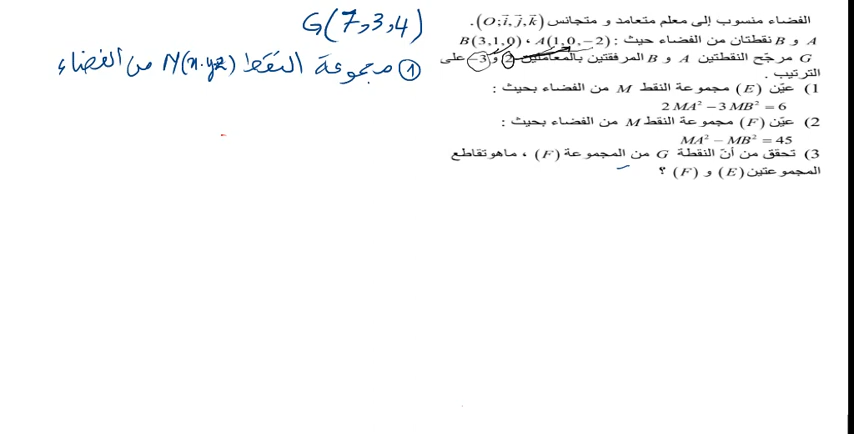 الفضاء منسوب إلى معلم متعامد و متجانس (O; i⃗, j⃗, k⃗).
A و B نقطتان من الفضاء حيث : A(1,0,−2) ، B(3,1,0)
G مرجّح النقطتين A و B المرفقتين بالمعاملين 2 و −3 على
الترتيب .
1) عيّن (E) مجموعة النقط M من الفضاء بحيث :
2MA² − 3MB² = 6
2) عيّن (F) مجموعة النقط M من الفضاء بحيث :
MA² − MB² = 45
3) تحقق من أنّ النقطة G من المجموعة (F) ، ماهو تقاطع
المجموعتين (E) و (F) ؟
G(7,3,4)
① مجموعة النقط M(x.y.z) من الفضاء